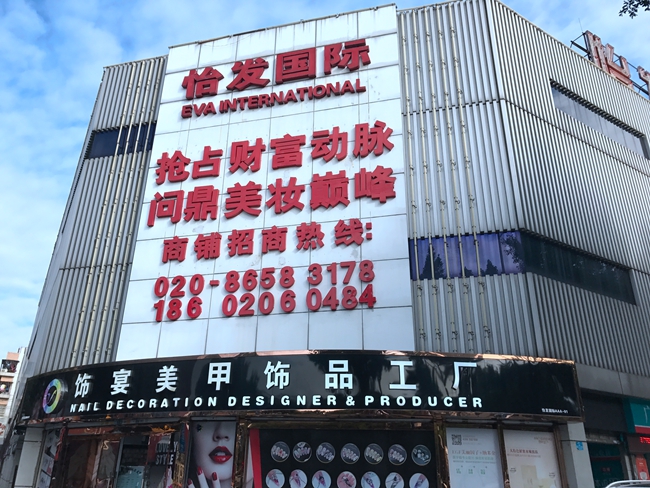 怡发国际
EVA INTERNATIONAL
抢占财富动脉
问鼎美妆巅峰
商铺招商热线:
020-8658 3178
186 0206 0484
饰宴美甲饰品工厂
NAIL DECORATION DESIGNER & PRODUCER
STYLE